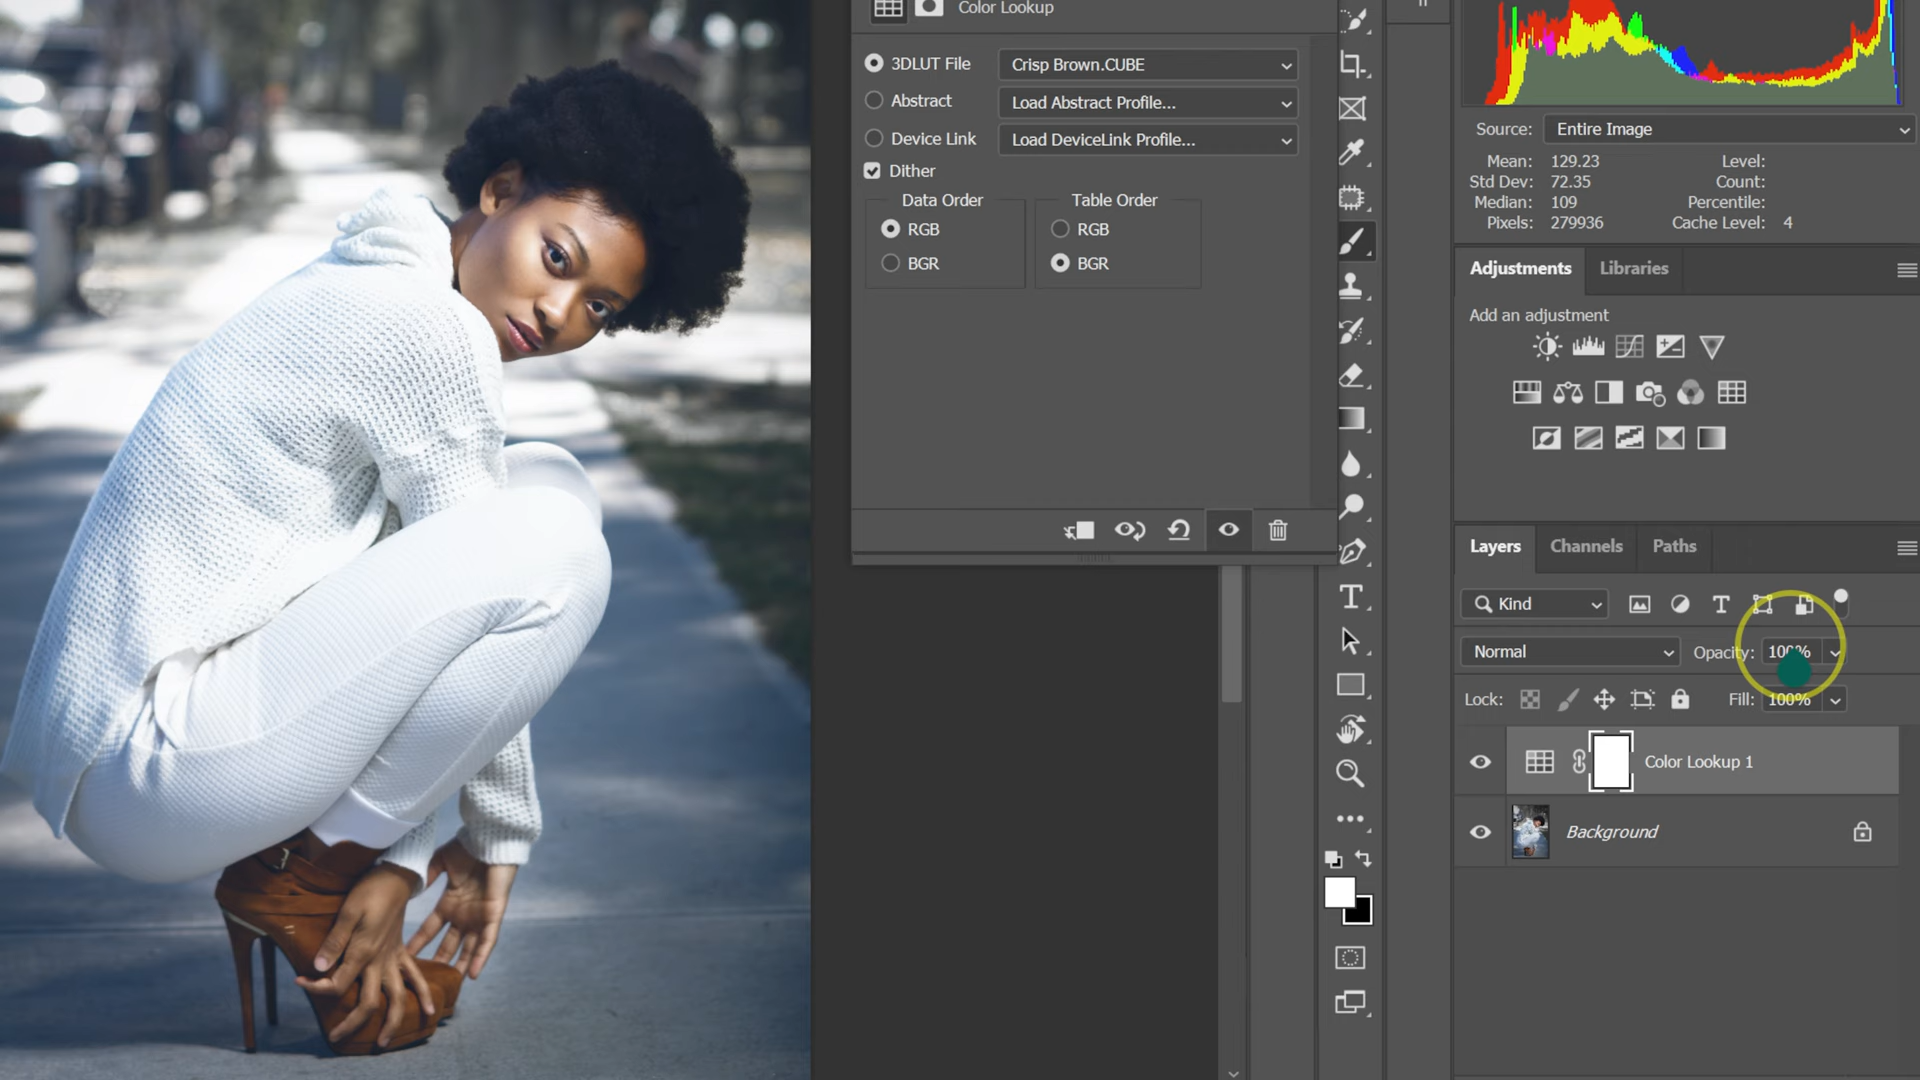 Color Lookup
3DLUT File
Crisp Brown.CUBE
Abstract
Load Abstract Profile...
Device Link
Load DeviceLink Profile...
Dither
Data Order
RGB
BGR
Table Order
RGB
BGR
Source: Entire Image
Mean: 129.23 Level:
Std Dev: 72.35 Count:
Median: 109 Percentile:
Pixels: 279936 Cache Level: 4
Adjustments Libraries
Add an adjustment
Layers Channels Paths
Kind
Normal Opacity: 100%
Lock: Fill: 100%
Color Lookup 1
Background